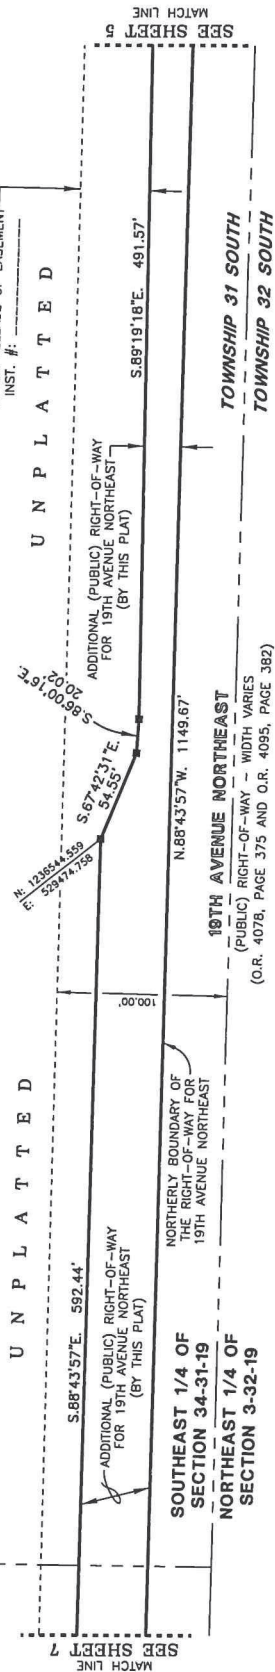 MATCH LINE
SEE SHEET 7
UNPLATTED
S.88°43'57"E. 592.44'
ADDITIONAL (PUBLIC) RIGHT-OF-WAY
FOR 19TH AVENUE NORTHEAST
(BY THIS PLAT)
SOUTHEAST 1/4 OF
SECTION 34-31-19
NORTHEAST 1/4 OF
SECTION 3-32-19
NORTHERLY BOUNDARY OF
THE RIGHT-OF-WAY FOR
19TH AVENUE NORTHEAST
100.00'
N: 1236544.559
E: 529474.758
S.67°42'31"E.
54.55'
S.86°00'16"E.
20.02'
N.88°43'57"W. 1149.67'
19TH AVENUE NORTHEAST
(PUBLIC) RIGHT-OF-WAY - WIDTH VARIES
(O.R. 4078, PAGE 375 AND O.R. 4095, PAGE 382)
UNPLATTED
INST. #:
ADDITIONAL (PUBLIC) RIGHT-OF-WAY
FOR 19TH AVENUE NORTHEAST
(BY THIS PLAT)
S.89°19'18"E. 491.57'
TOWNSHIP 31 SOUTH
TOWNSHIP 32 SOUTH
MATCH LINE
SEE SHEET 5